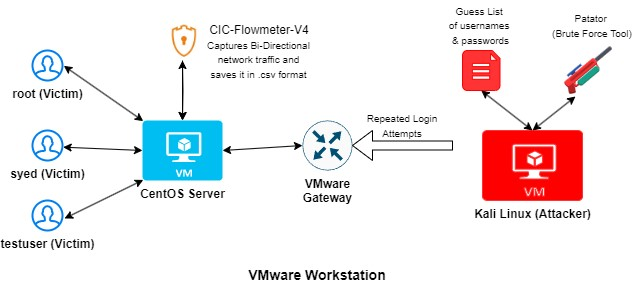 CIC-Flowmeter-V4
Captures Bi-Directional
network traffic and
saves it in .csv format
Guess List
of usernames
& passwords
Patator
(Brute Force Tool)
root (Victim)
syed (Victim)
testuser (Victim)
VM
CentOS Server
VMware
Gateway
Repeated Login
Attempts
VM
Kali Linux (Attacker)
VMware Workstation